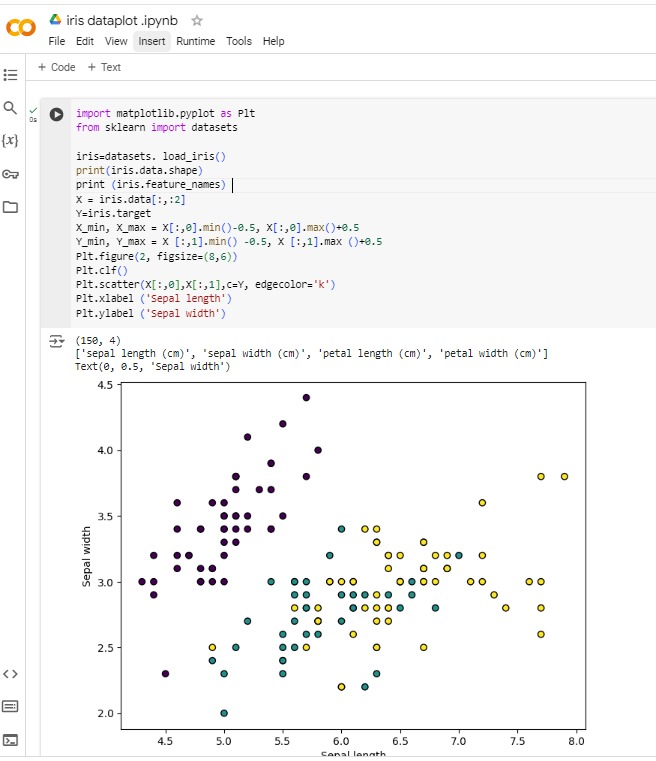 iris dataplot .ipynb
File Edit View Insert Runtime Tools Help
+ Code + Text
{x}
0s
import matplotlib.pyplot as Plt
from sklearn import datasets
iris=datasets. load_iris()
print(iris.data.shape)
print (iris.feature_names)
X = iris.data[:,:2]
Y=iris.target
X_min, X_max = X[:,0].min()-0.5, X[:,0].max()+0.5
Y_min, Y_max = X [:,1].min() -0.5, X [:,1].max ()+0.5
Plt.figure(2, figsize=(8,6))
Plt.clf()
Plt.scatter(X[:,0],X[:,1],c=Y, edgecolor='k')
Plt.xlabel ('Sepal length')
Plt.ylabel ('Sepal width')
(150, 4)
['sepal length (cm)', 'sepal width (cm)', 'petal length (cm)', 'petal width (cm)']
Text(0, 0.5, 'Sepal width')
4.5
4.0
3.5
Sepal width
3.0
2.5
2.0
4.5 5.0 5.5 6.0 6.5 7.0 7.5 8.0
Sepal length